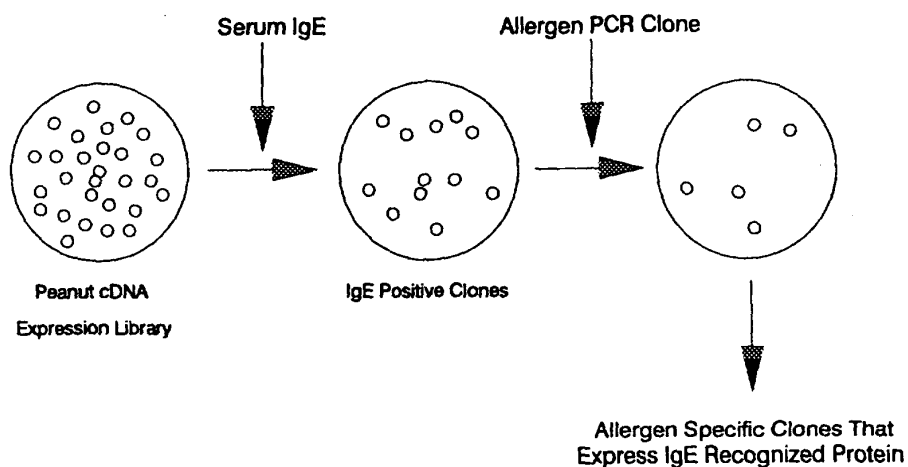 Serum IgE
Allergen PCR Clone
Peanut cDNA
Expression Library
IgE Positive Clones
Allergen Specific Clones That
Express IgE Recognized Protein